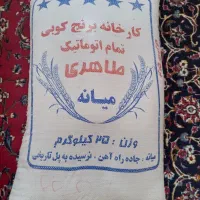 کارخانه برنج کوبی
تمام اتوماتیک
طاهری
میانه
وزن : ۲۵ کیلوگرم
میانه ، جاده راه آهن ، نرسیده به پل تاریخی